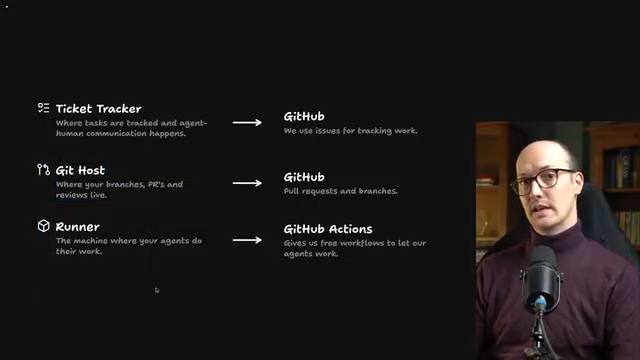 Ticket Tracker
Where tasks are tracked and agent-
human communication happens.
GitHub
We use issues for tracking work.
Git Host
Where your branches, PR's and
reviews live.
GitHub
Pull requests and branches.
Runner
The machine where your agents do
their work.
GitHub Actions
Gives us free workflows to let our
agents work.